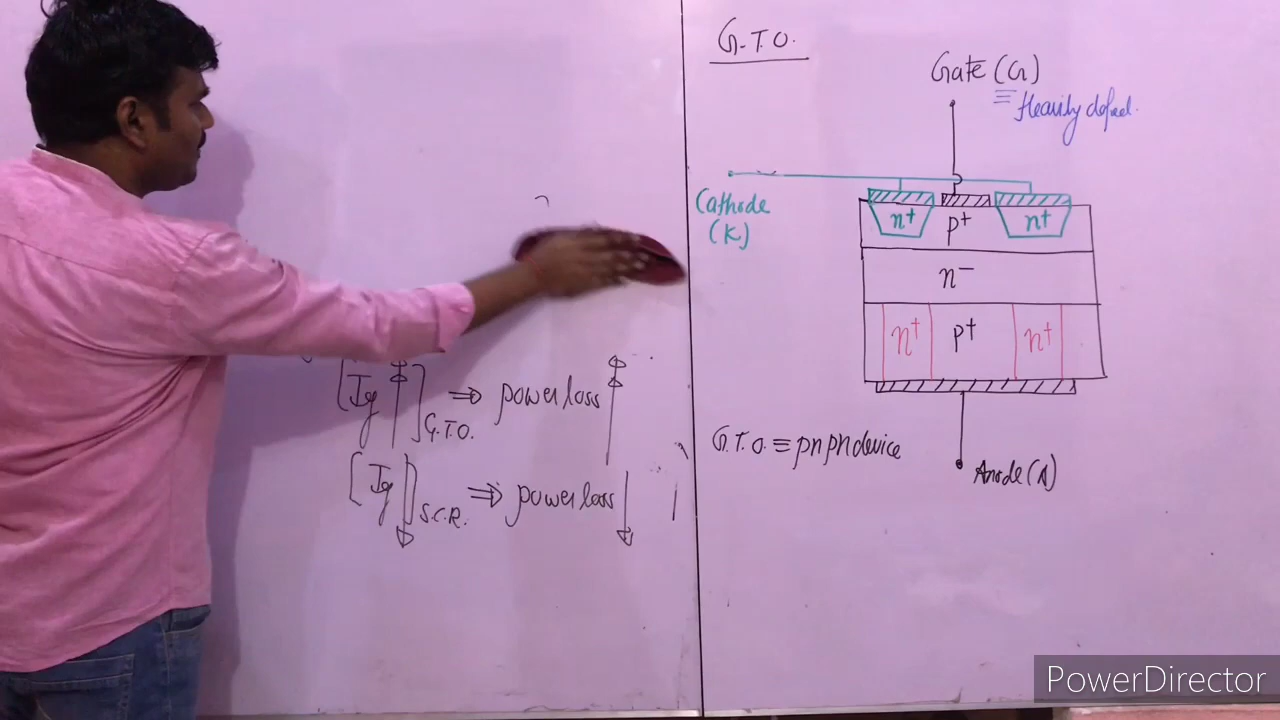 G.T.O.
Gate (G)
≡ Heavily doped.
Cathode
(K)
n+ p+ n+
n−
n+ p+ n+
[Ig]G.T.O. ⇒ power loss
[Ig]S.C.R. ⇒ power loss
G.T.O. ≡ pnpn device
Anode (A)
PowerDirector